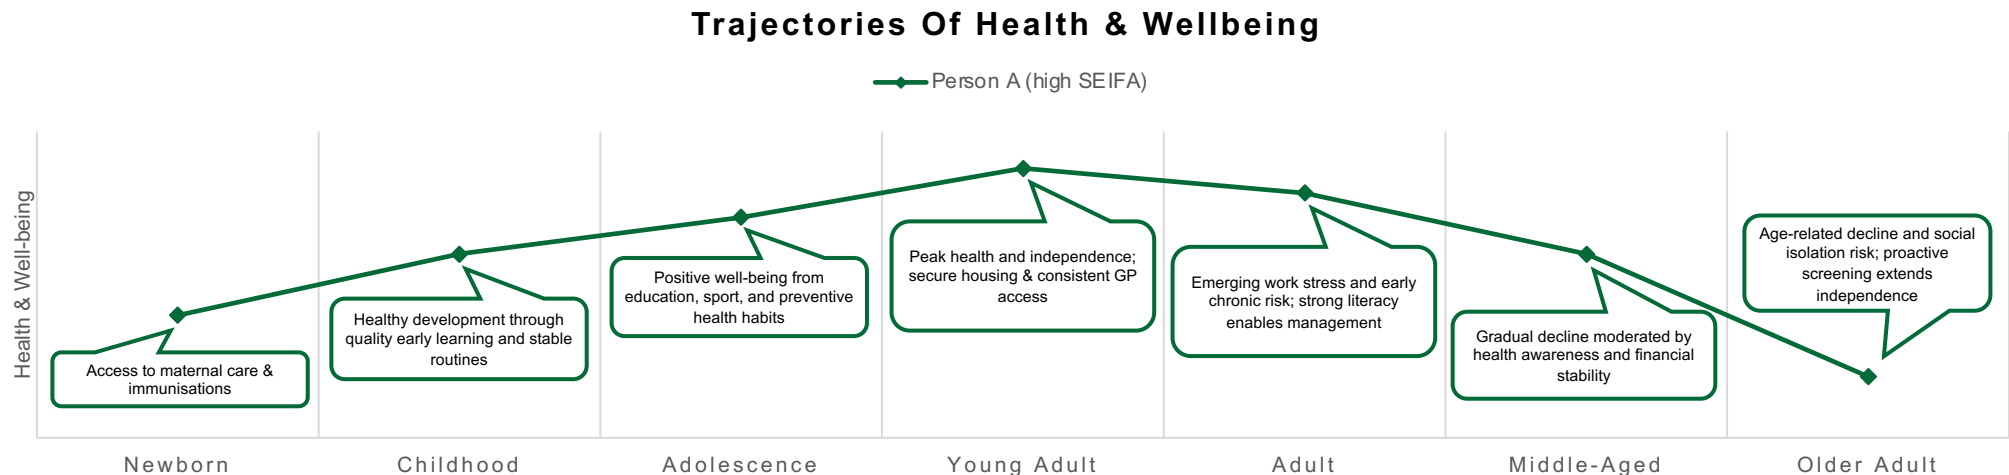 Trajectories Of Health & Wellbeing
Person A (high SEIFA)
Health & Well-being
Access to maternal care &
immunisations
Healthy development through
quality early learning and stable
routines
Positive well-being from
education, sport, and preventive
health habits
Peak health and independence;
secure housing & consistent GP
access
Emerging work stress and early
chronic risk; strong literacy
enables management
Gradual decline moderated by
health awareness and financial
stability
Age-related decline and social
isolation risk; proactive
screening extends
independence
Newborn
Childhood
Adolescence
Young Adult
Adult
Middle-Aged
Older Adult